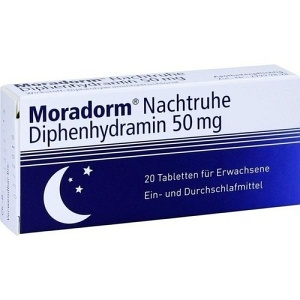 Moradorm® Nachtruhe
Diphenhydramin 50 mg
20 Tabletten für Erwachsene
Ein- und Durchschlafmittel